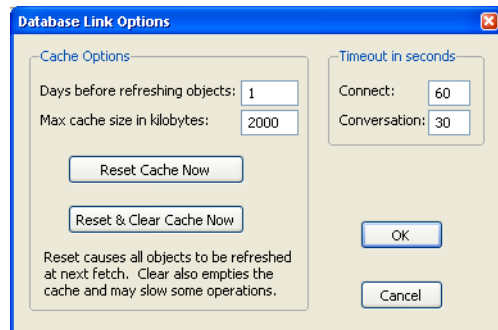 Database Link Options
Cache Options
Days before refreshing objects: 1
Max cache size in kilobytes: 2000
Reset Cache Now
Reset & Clear Cache Now
Reset causes all objects to be refreshed
at next fetch. Clear also empties the
cache and may slow some operations.
Timeout in seconds
Connect: 60
Conversation: 30
OK
Cancel